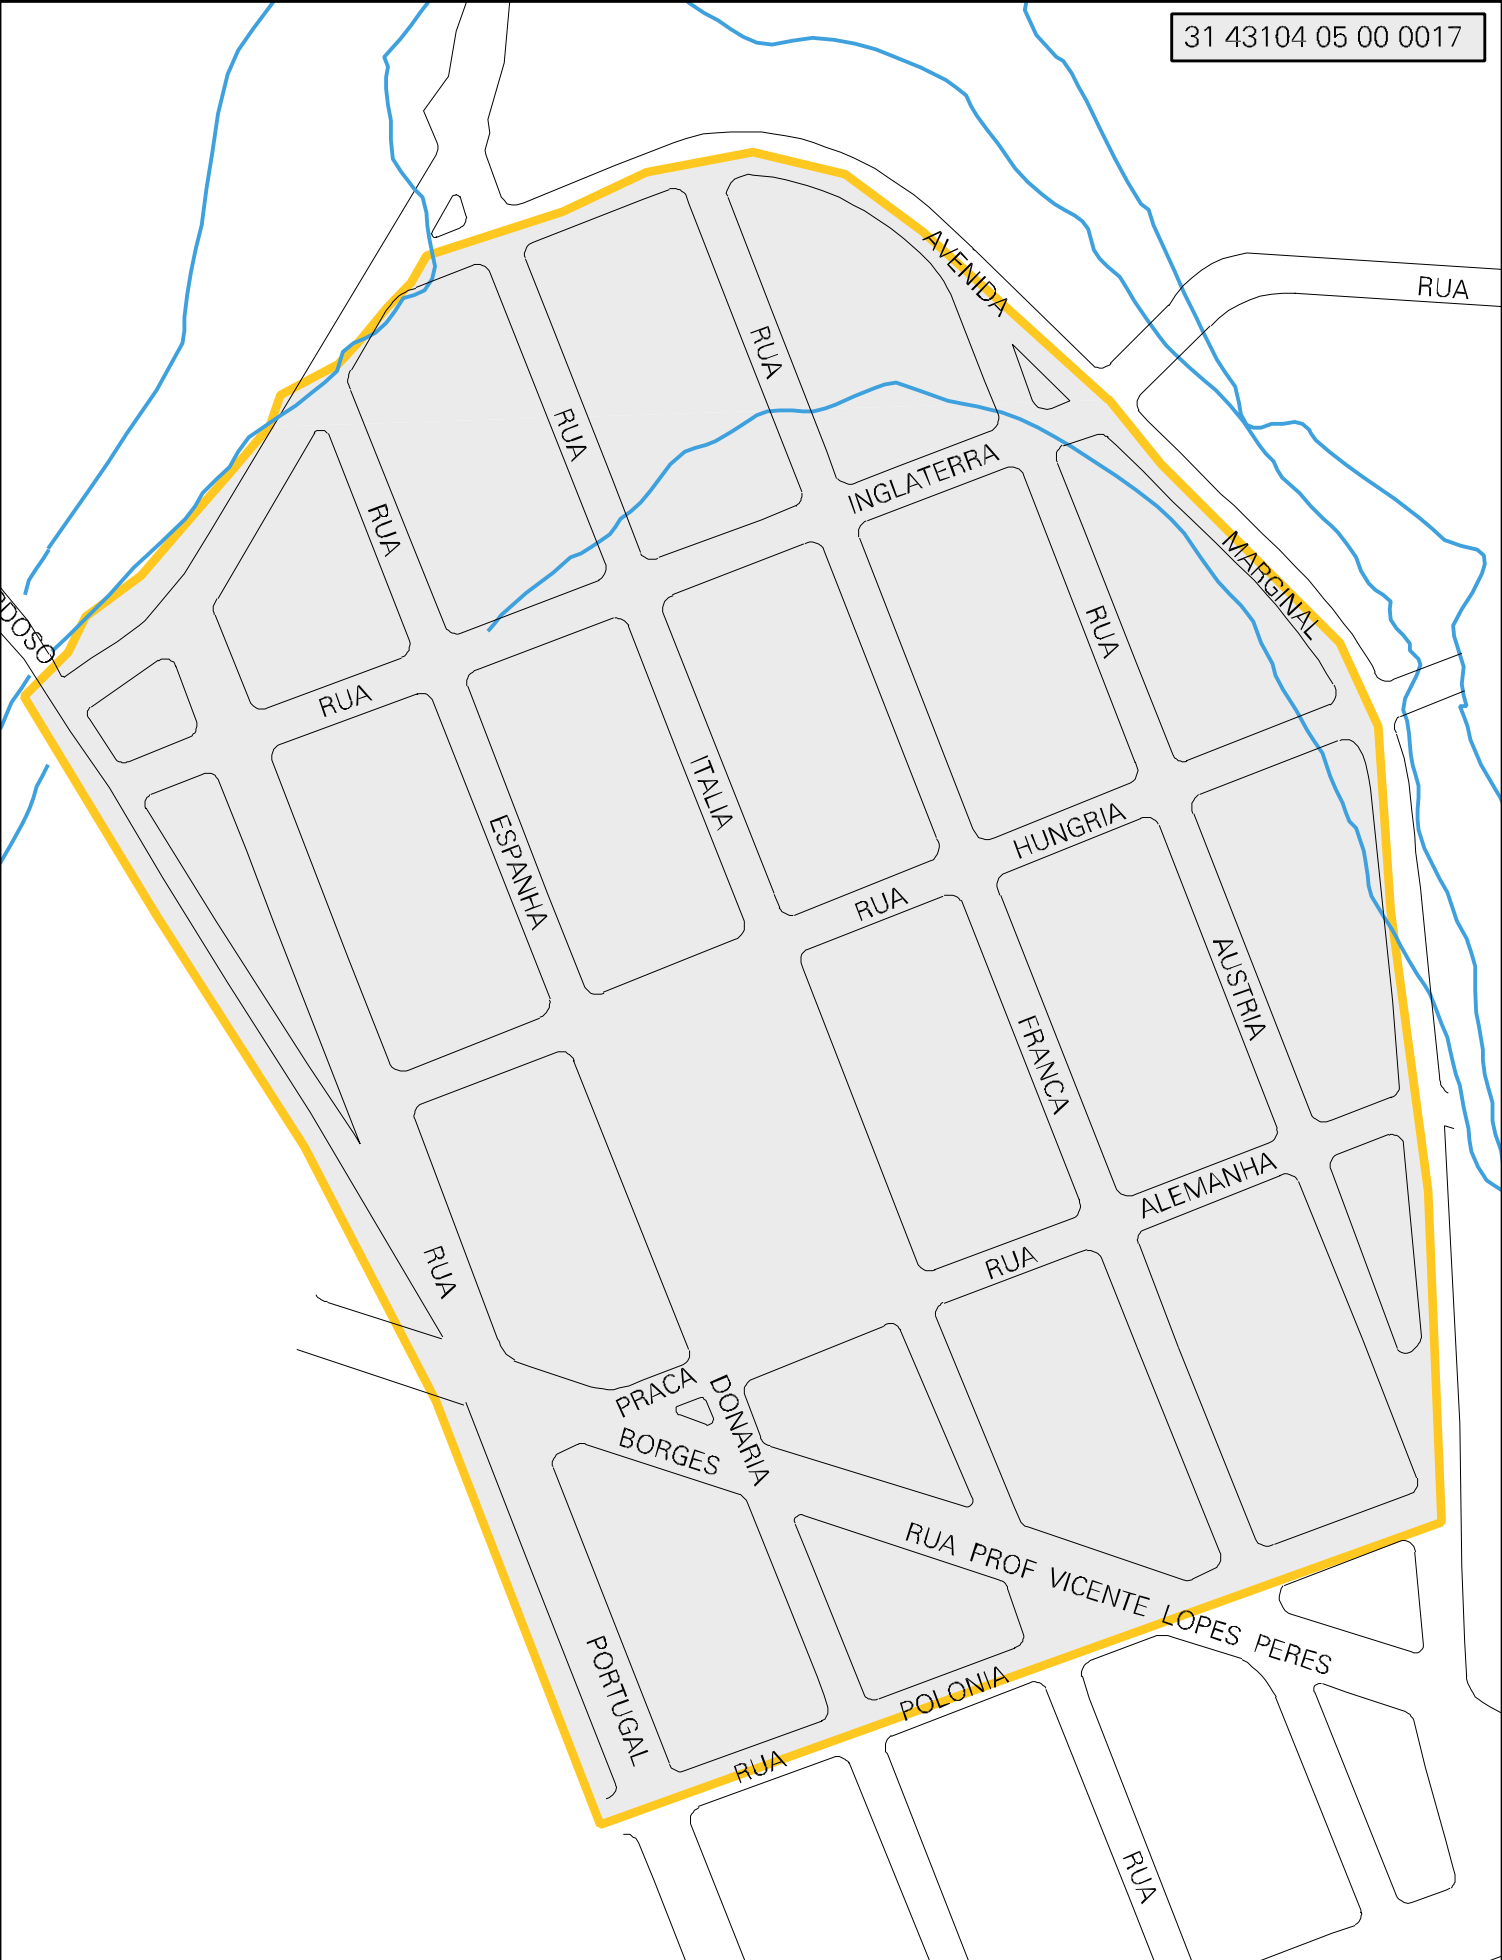 31 43104 05 00 0017
AVENIDA
RUA
RUA
RUA
INGLATERRA
RUA
MARGINAL
DOSO
RUA
RUA
ITALIA
ESPANHA
HUNGRIA
RUA
AUSTRIA
FRANCA
ALEMANHA
RUA
RUA
PRACA
DONARIA
BORGES
RUA PROF VICENTE LOPES PERES
PORTUGAL
POLONIA
RUA
RUA